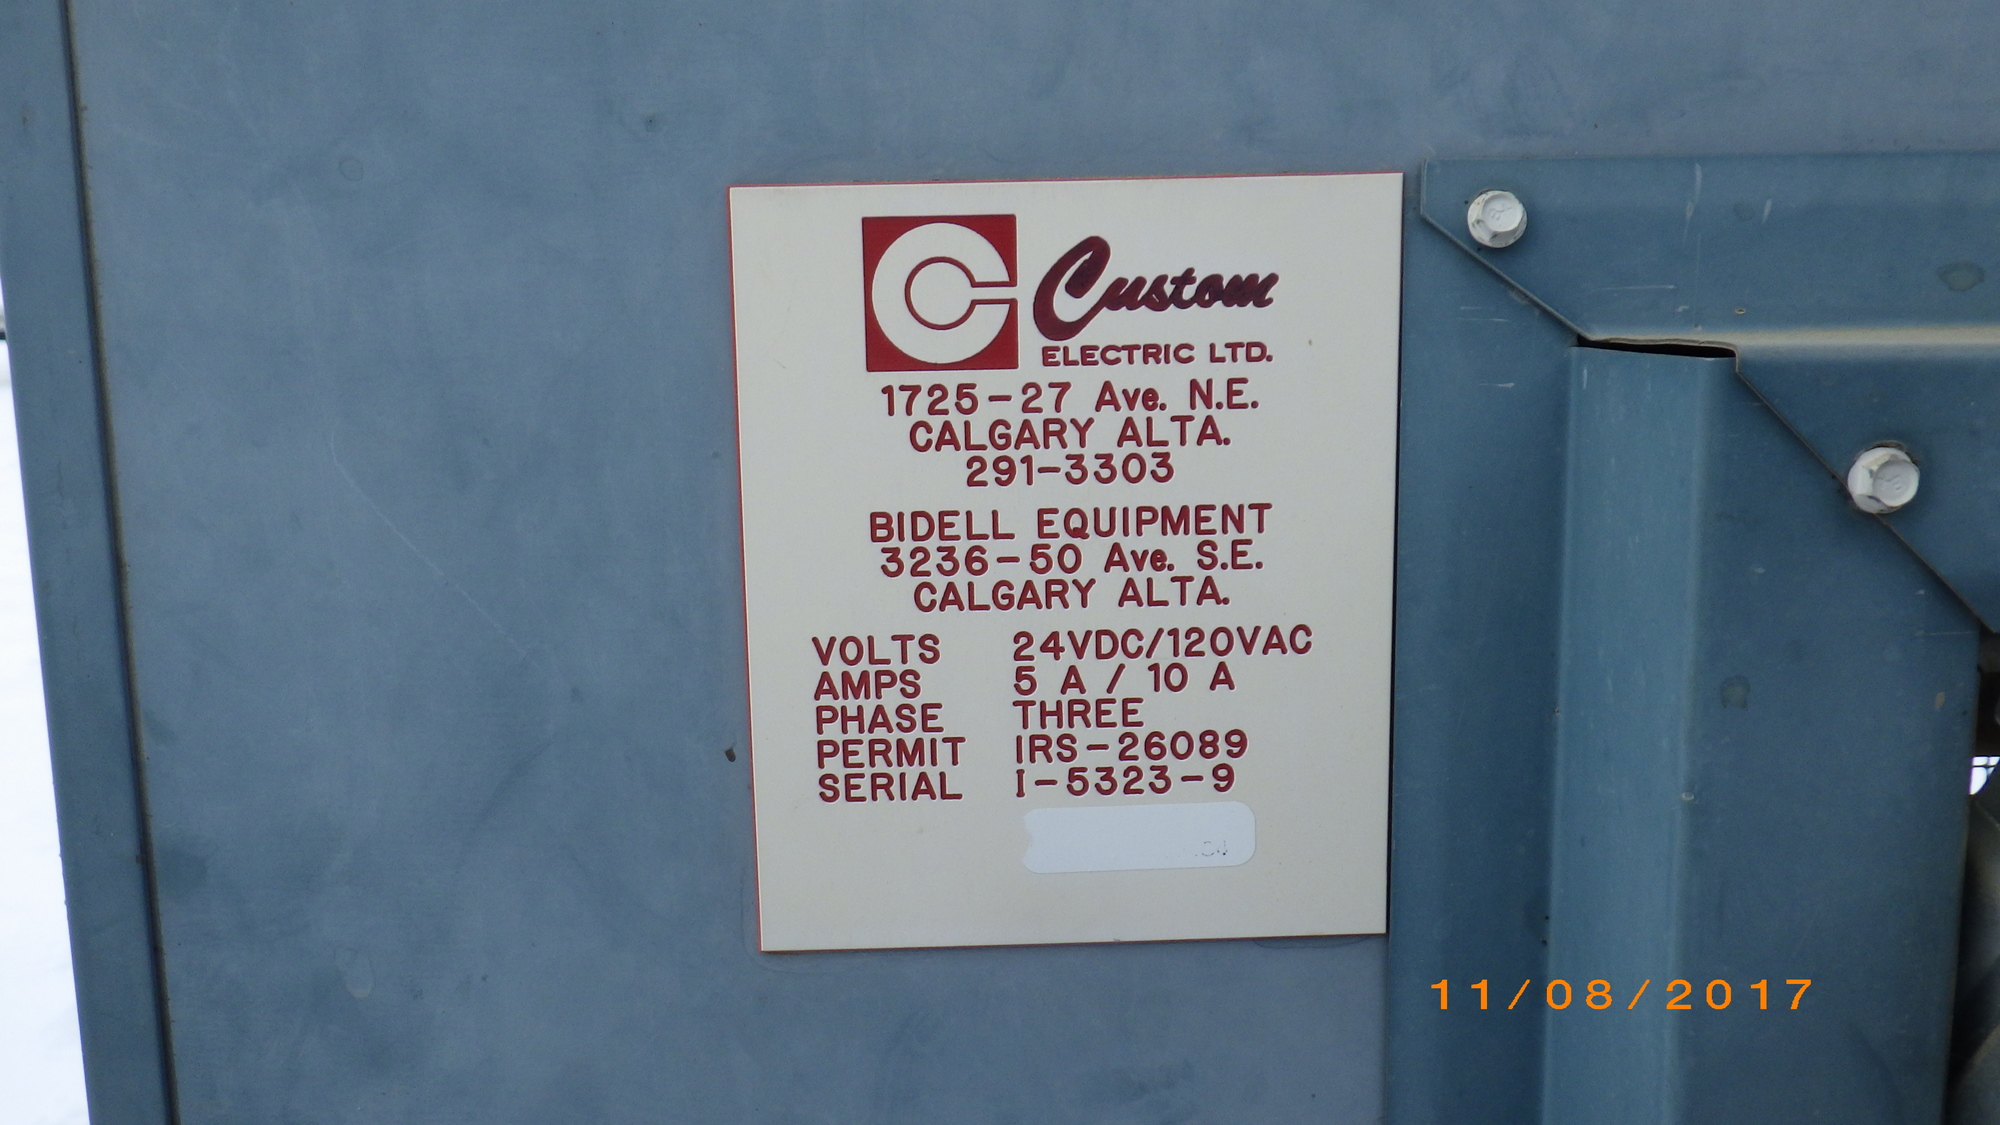 C Custom
ELECTRIC LTD.
1725-27 Ave. N.E.
CALGARY ALTA.
291-3303
BIDELL EQUIPMENT
3236-50 Ave. S.E.
CALGARY ALTA.
VOLTS 24VDC/120VAC
AMPS 5 A / 10 A
PHASE THREE
PERMIT IRS-26089
SERIAL I-5323-9
11/08/2017